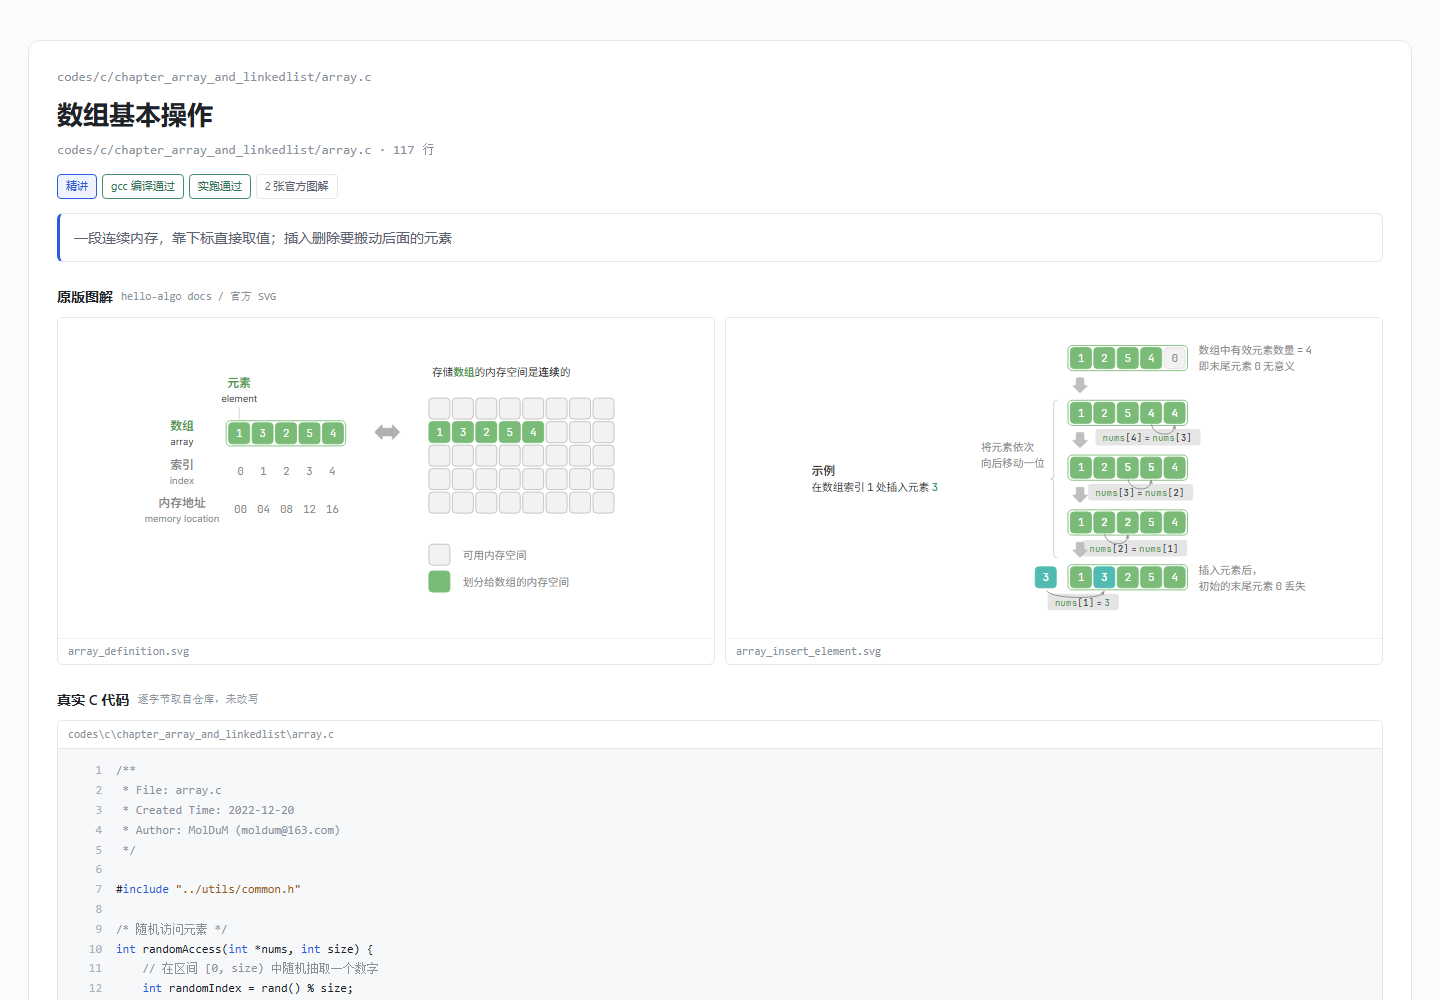 codes/c/chapter_array_and_linkedlist/array.c
数组基本操作
codes/c/chapter_array_and_linkedlist/array.c · 117 行
精讲 gcc 编译通过 实跑通过 2 张官方图解
一段连续内存，靠下标直接取值；插入删除要搬动后面的元素
原版图解 hello-algo docs / 官方 SVG
元素
element
数组
array
1 3 2 5 4
索引
index
0 1 2 3 4
内存地址
memory location
00 04 08 12 16
存储数组的内存空间是连续的
1 3 2 5 4
可用内存空间
划分给数组的内存空间
array_definition.svg
示例
在数组索引 1 处插入元素 3
将元素依次
向后移动一位
1 2 5 4 0
数组中有效元素数量 = 4
即末尾元素 0 无意义
1 2 5 4 4
nums[4] = nums[3]
1 2 5 5 4
nums[3] = nums[2]
1 2 2 5 4
nums[2] = nums[1]
3 1 3 2 5 4
nums[1] = 3
插入元素后，
初始的末尾元素 0 丢失
array_insert_element.svg
真实 C 代码 逐字节取自仓库，未改写
codes\c\chapter_array_and_linkedlist\array.c
1 /**
2 * File: array.c
3 * Created Time: 2022-12-20
4 * Author: MolDuM (moldum@163.com)
5 */
6
7 #include "../utils/common.h"
8
9 /* 随机访问元素 */
10 int randomAccess(int *nums, int size) {
11 // 在区间 [0, size) 中随机抽取一个数字
12 int randomIndex = rand() % size;